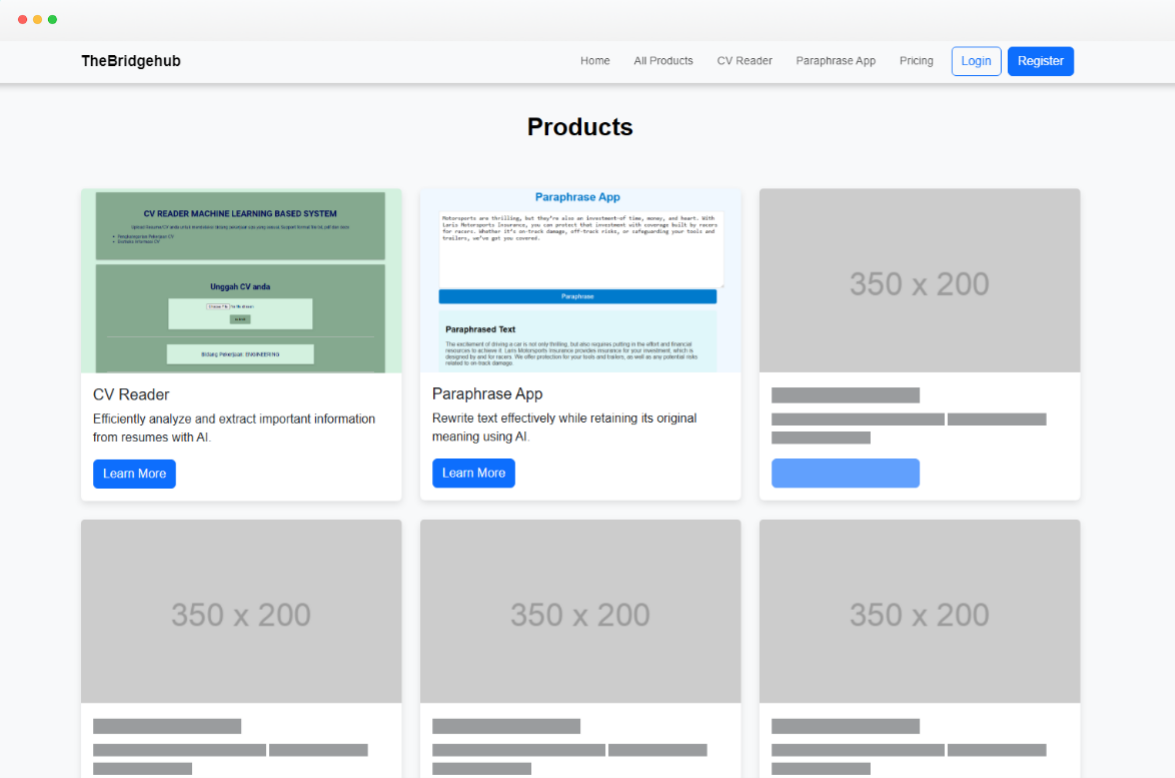 TheBridgehub
Home All Products CV Reader Paraphrase App Pricing Login Register
Products
CV READER MACHINE LEARNING BASED SYSTEM
Unggah CV anda
Bidang Pekerjaan ENGINEERING
CV Reader
Efficiently analyze and extract important information
from resumes with AI.
Learn More
Paraphrase App
Motorsports are thrilling, but they're also an investment—of time, money, and heart. With
Laris Motorsports Insurance, you can protect that investment with coverage built by racers
for racers. Whether it's on-track damage, off-track risks, or safeguarding your tools and
trailers, we've got you covered.
Paraphrase
Paraphrased Text
The excitement of driving a car is not only thrilling, but also requires putting in the effort and financial
resources to achieve it. Laris Motorsports Insurance provides insurance for your investment, which is
designed by and for racers. We offer protection for your tools and trailers, as well as any potential risks
related to on-track damage.
Paraphrase App
Rewrite text effectively while retaining its original
meaning using AI.
Learn More
350 x 200
350 x 200
350 x 200
350 x 200